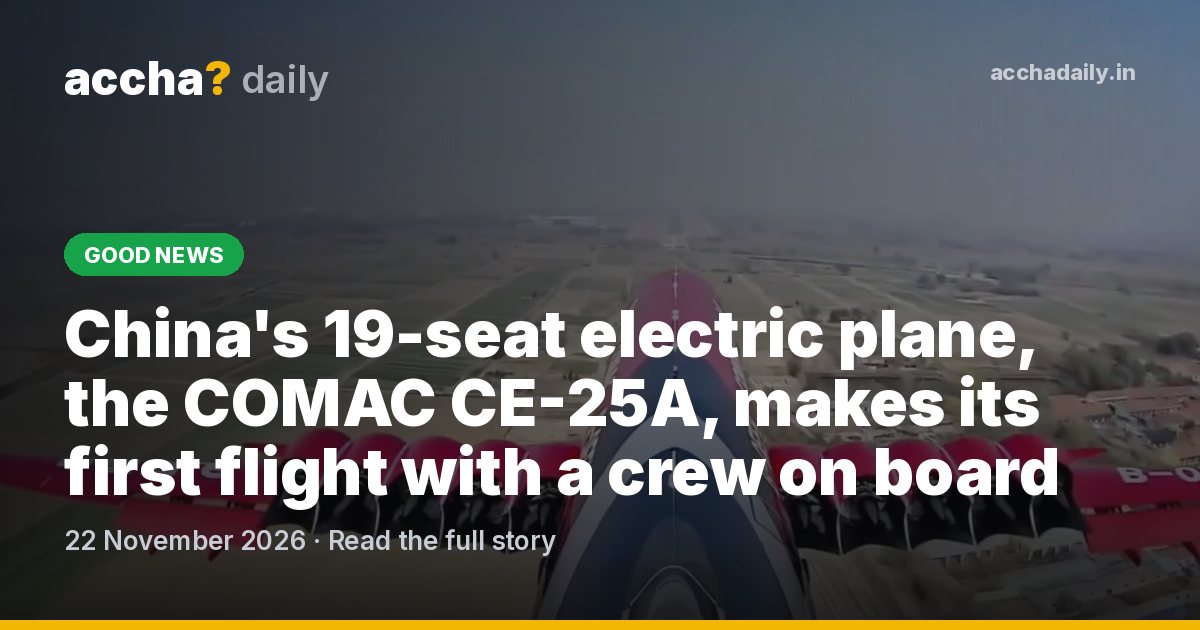 accha? daily
acchadaily.in
GOOD NEWS
China's 19-seat electric plane,
the COMAC CE-25A, makes its
first flight with a crew on board
22 November 2026 · Read the full story